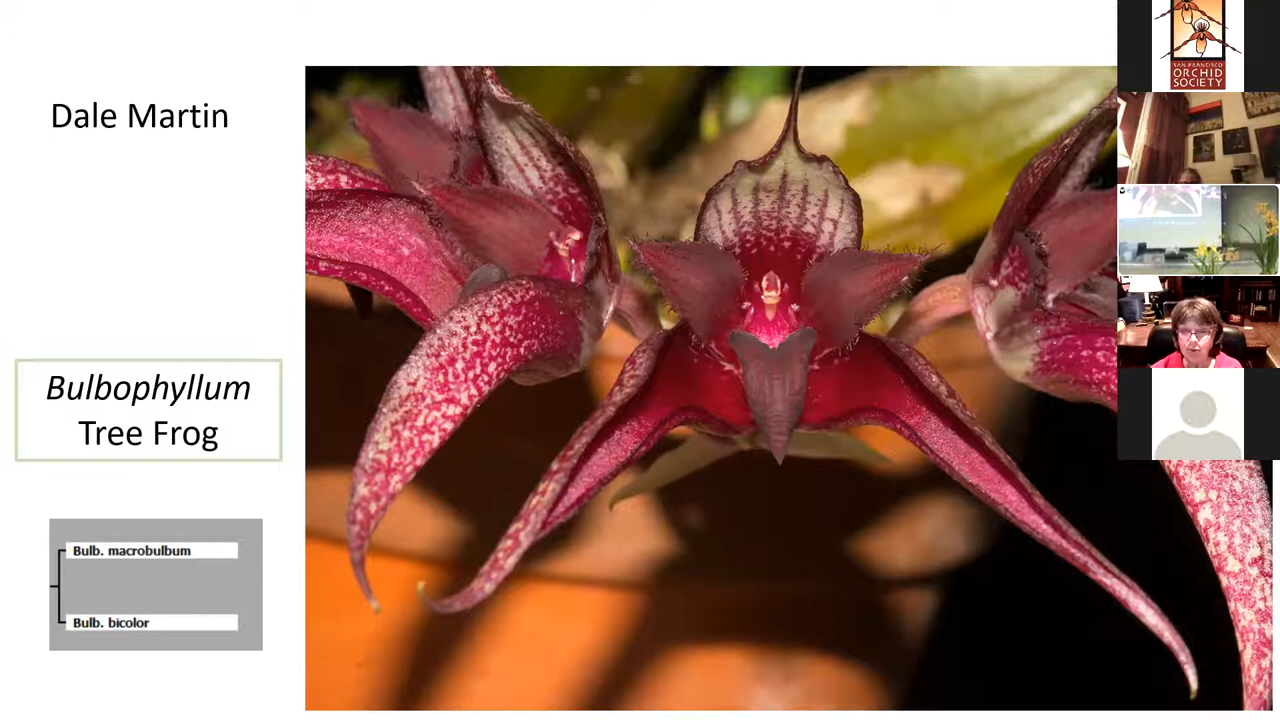 Dale Martin
Bulbophyllum
Tree Frog
Bulb. macrobulbum
Bulb. bicolor
SAN FRANCISCO
ORCHID
SOCIETY